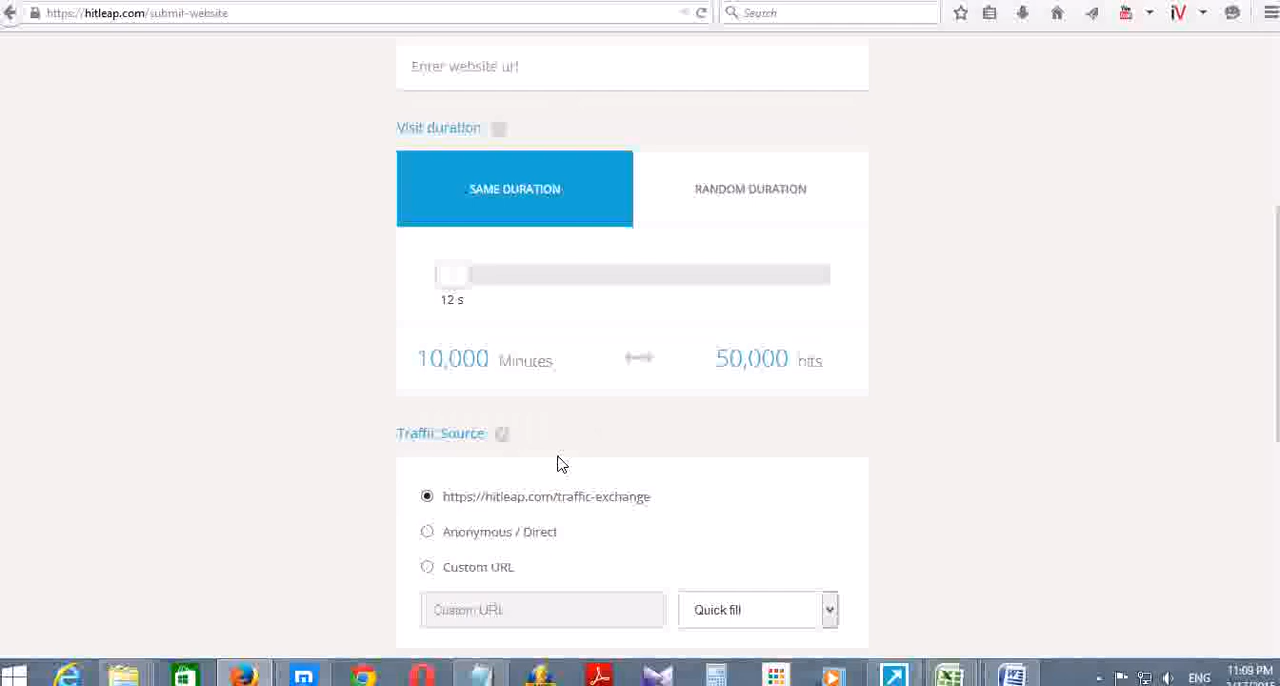 https://hitleap.com/submit-website
Search
Enter website url
Visit duration
SAME DURATION
RANDOM DURATION
12 s
10,000 Minutes
50,000 hits
Traffic Source
https://hitleap.com/traffic-exchange
Anonymous / Direct
Custom URL
Custom URL
Quick fill
ENG
11:09 PM